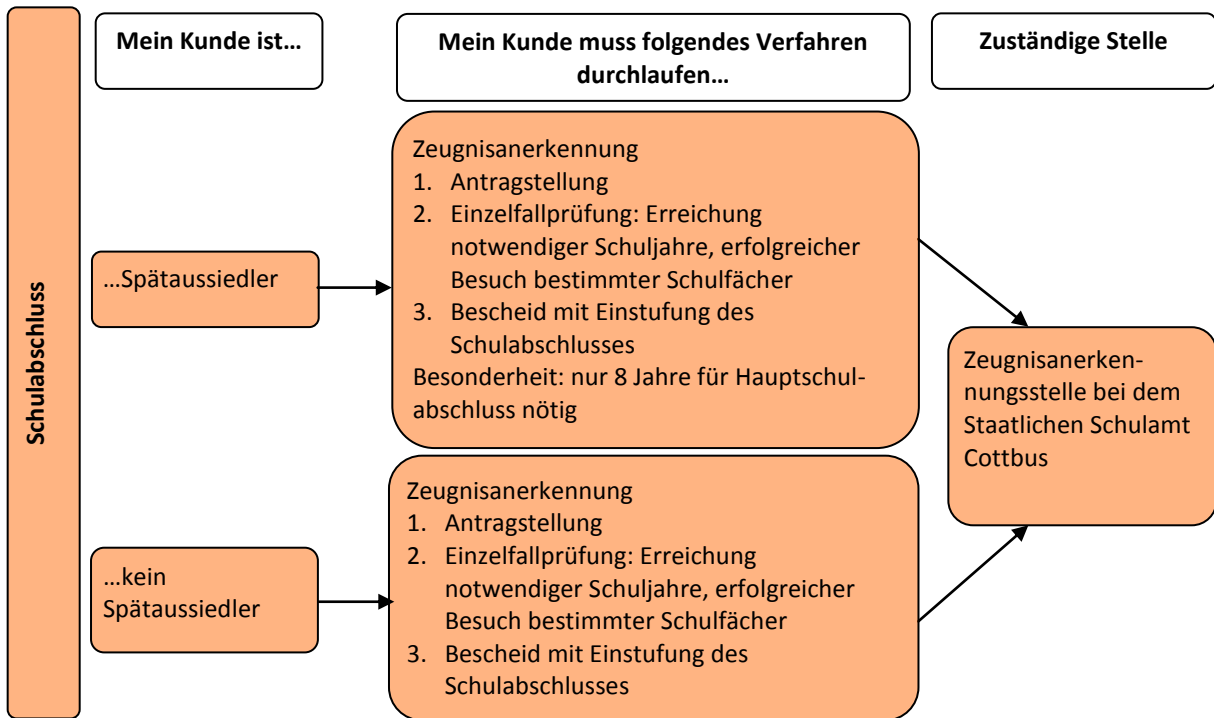 Schulabschluss
Mein Kunde ist…
Mein Kunde muss folgendes Verfahren
durchlaufen…
Zuständige Stelle
…Spätaussiedler
Zeugnisanerkennung
1. Antragstellung
2. Einzelfallprüfung: Erreichung
notwendiger Schuljahre, erfolgreicher
Besuch bestimmter Schulfächer
3. Bescheid mit Einstufung des
Schulabschlusses
Besonderheit: nur 8 Jahre für Hauptschul-
abschluss nötig
…kein
Spätaussiedler
Zeugnisanerkennung
1. Antragstellung
2. Einzelfallprüfung: Erreichung
notwendiger Schuljahre, erfolgreicher
Besuch bestimmter Schulfächer
3. Bescheid mit Einstufung des
Schulabschlusses
Zeugnisanerken-
nungsstelle bei dem
Staatlichen Schulamt
Cottbus